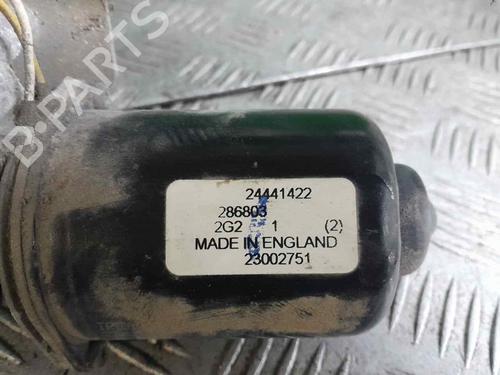 B-PARTS
24441422
286803
2G2 1 (2)
MADE IN ENGLAND
23002751